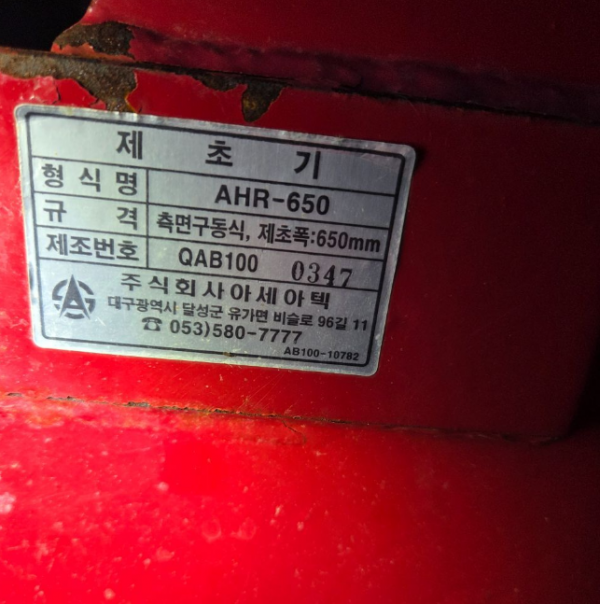 제 초 기
형 식 명 AHR-650
규 격 측면구동식, 제초폭:650mm
제조번호 QAB100 0347
주식회사아세아텍
대구광역시 달성군 유가면 비슬로 96길 11
☎ 053)580-7777
AB100-10782